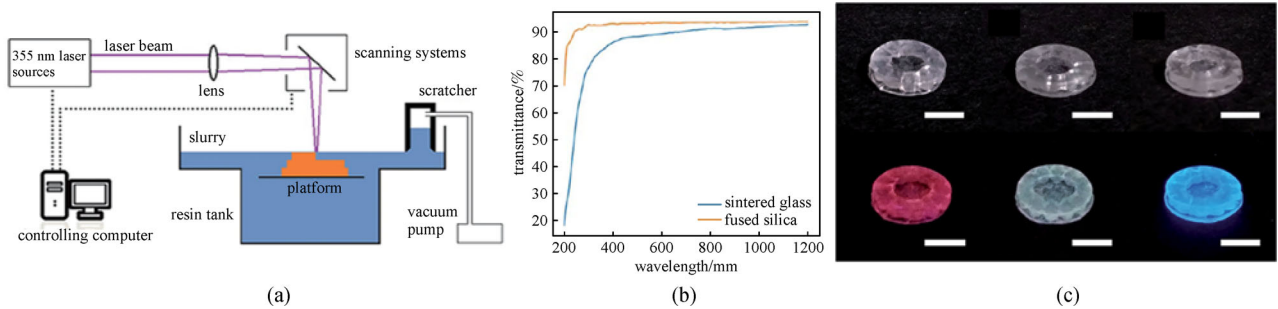 355 nm laser
sources
laser beam
lens
scanning systems
scratcher
slurry
platform
resin tank
vacuum
pump
controlling computer
(a)
transmittance/%
90
80
70
60
50
40
30
20
sintered glass
fused silica
200 400 600 800 1000 1200
wavelength/mm
(b)
(c)